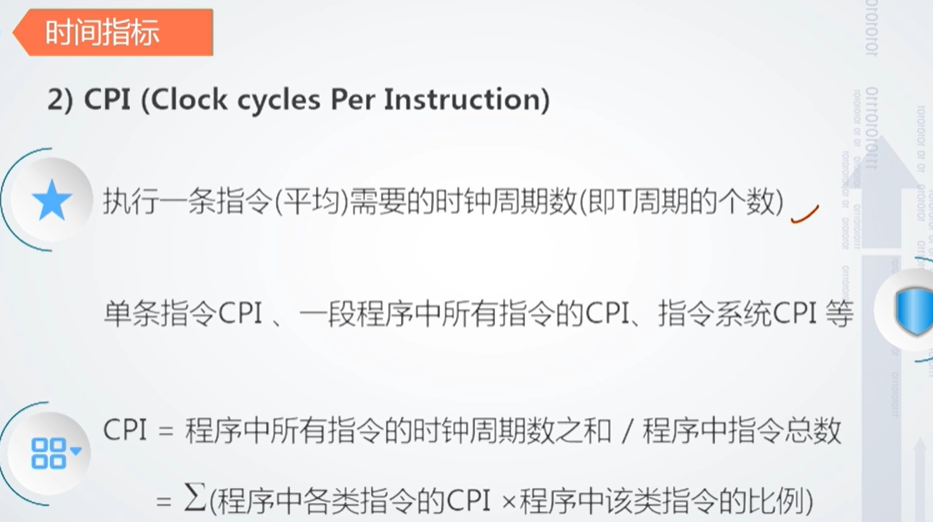 时间指标
2) CPI (Clock cycles Per Instruction)
执行一条指令(平均)需要的时钟周期数(即T周期的个数)
单条指令CPI 、一段程序中所有指令的CPI、指令系统CPI 等
CPI = 程序中所有指令的时钟周期数之和 / 程序中指令总数
= ∑(程序中各类指令的CPI ×程序中该类指令的比例)